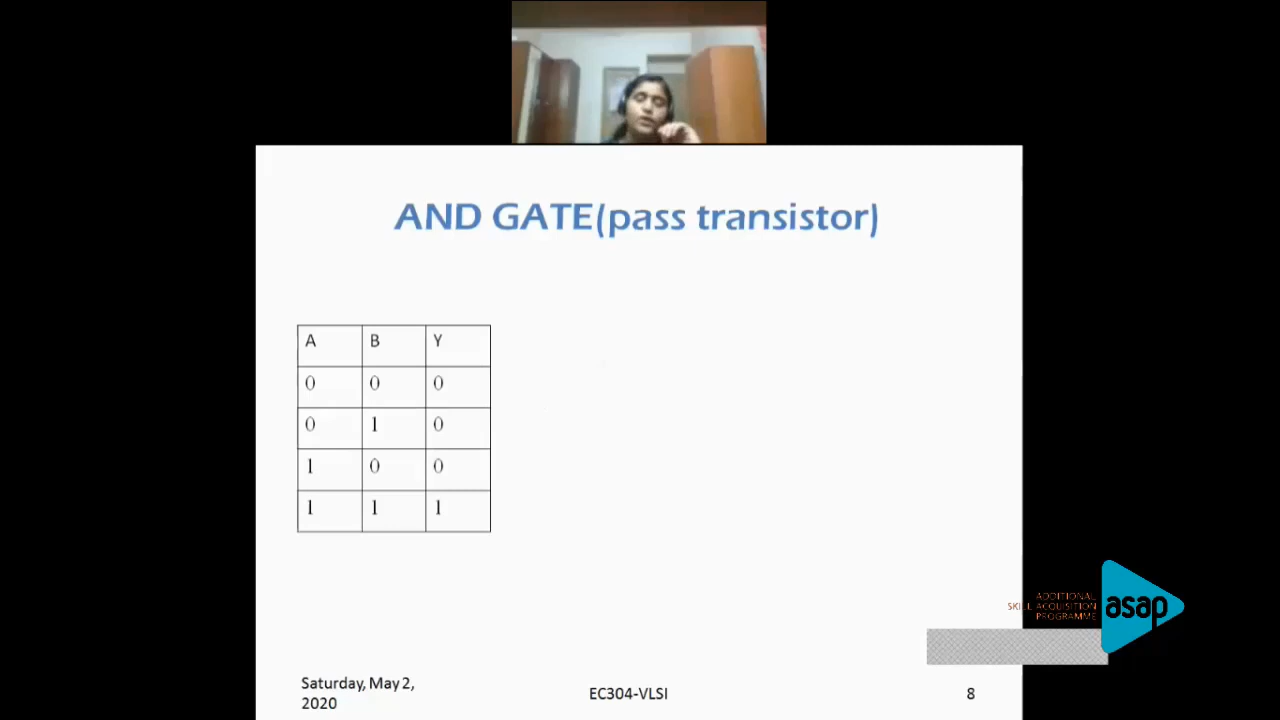 AND GATE(pass transistor)
A B Y
0 0 0
0 1 0
1 0 0
1 1 1
ADDITIONAL
SKILL ACQUISITION
PROGRAMME
asap
Saturday, May 2,
2020
EC304-VLSI
8